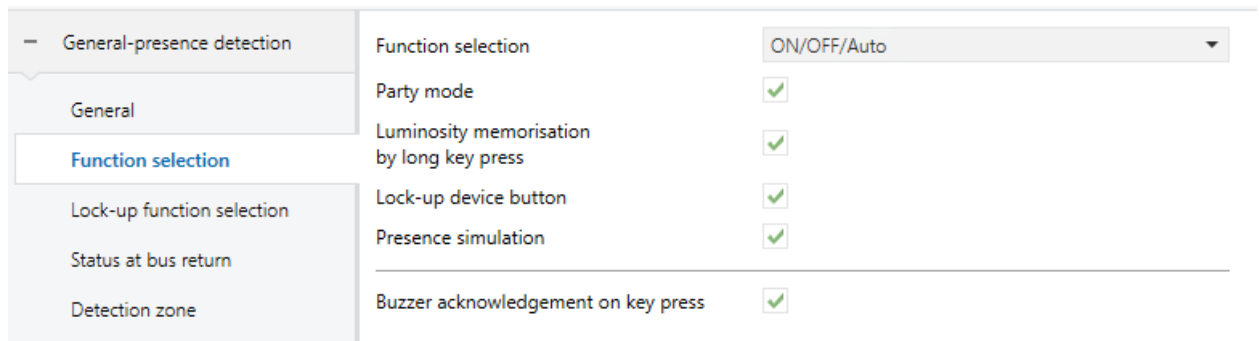 General-presence detection
General
Function selection
Lock-up function selection
Status at bus return
Detection zone
Function selection ON/OFF/Auto
Party mode
Luminosity memorisation
by long key press
Lock-up device button
Presence simulation
Buzzer acknowledgement on key press